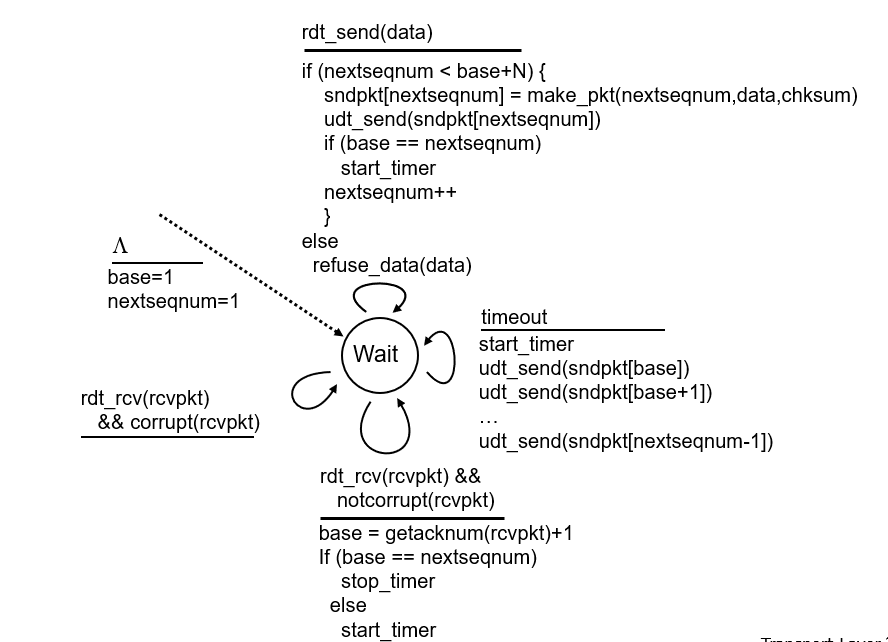 rdt_send(data)
if (nextseqnum < base+N) {
sndpkt[nextseqnum] = make_pkt(nextseqnum,data,chksum)
udt_send(sndpkt[nextseqnum])
if (base == nextseqnum)
start_timer
nextseqnum++
}
else
refuse_data(data)
Λ
base=1
nextseqnum=1
Wait
timeout
start_timer
udt_send(sndpkt[base])
udt_send(sndpkt[base+1])
…
udt_send(sndpkt[nextseqnum-1])
rdt_rcv(rcvpkt)
&& corrupt(rcvpkt)
rdt_rcv(rcvpkt) &&
notcorrupt(rcvpkt)
base = getacknum(rcvpkt)+1
If (base == nextseqnum)
stop_timer
else
start_timer
Transport Layer